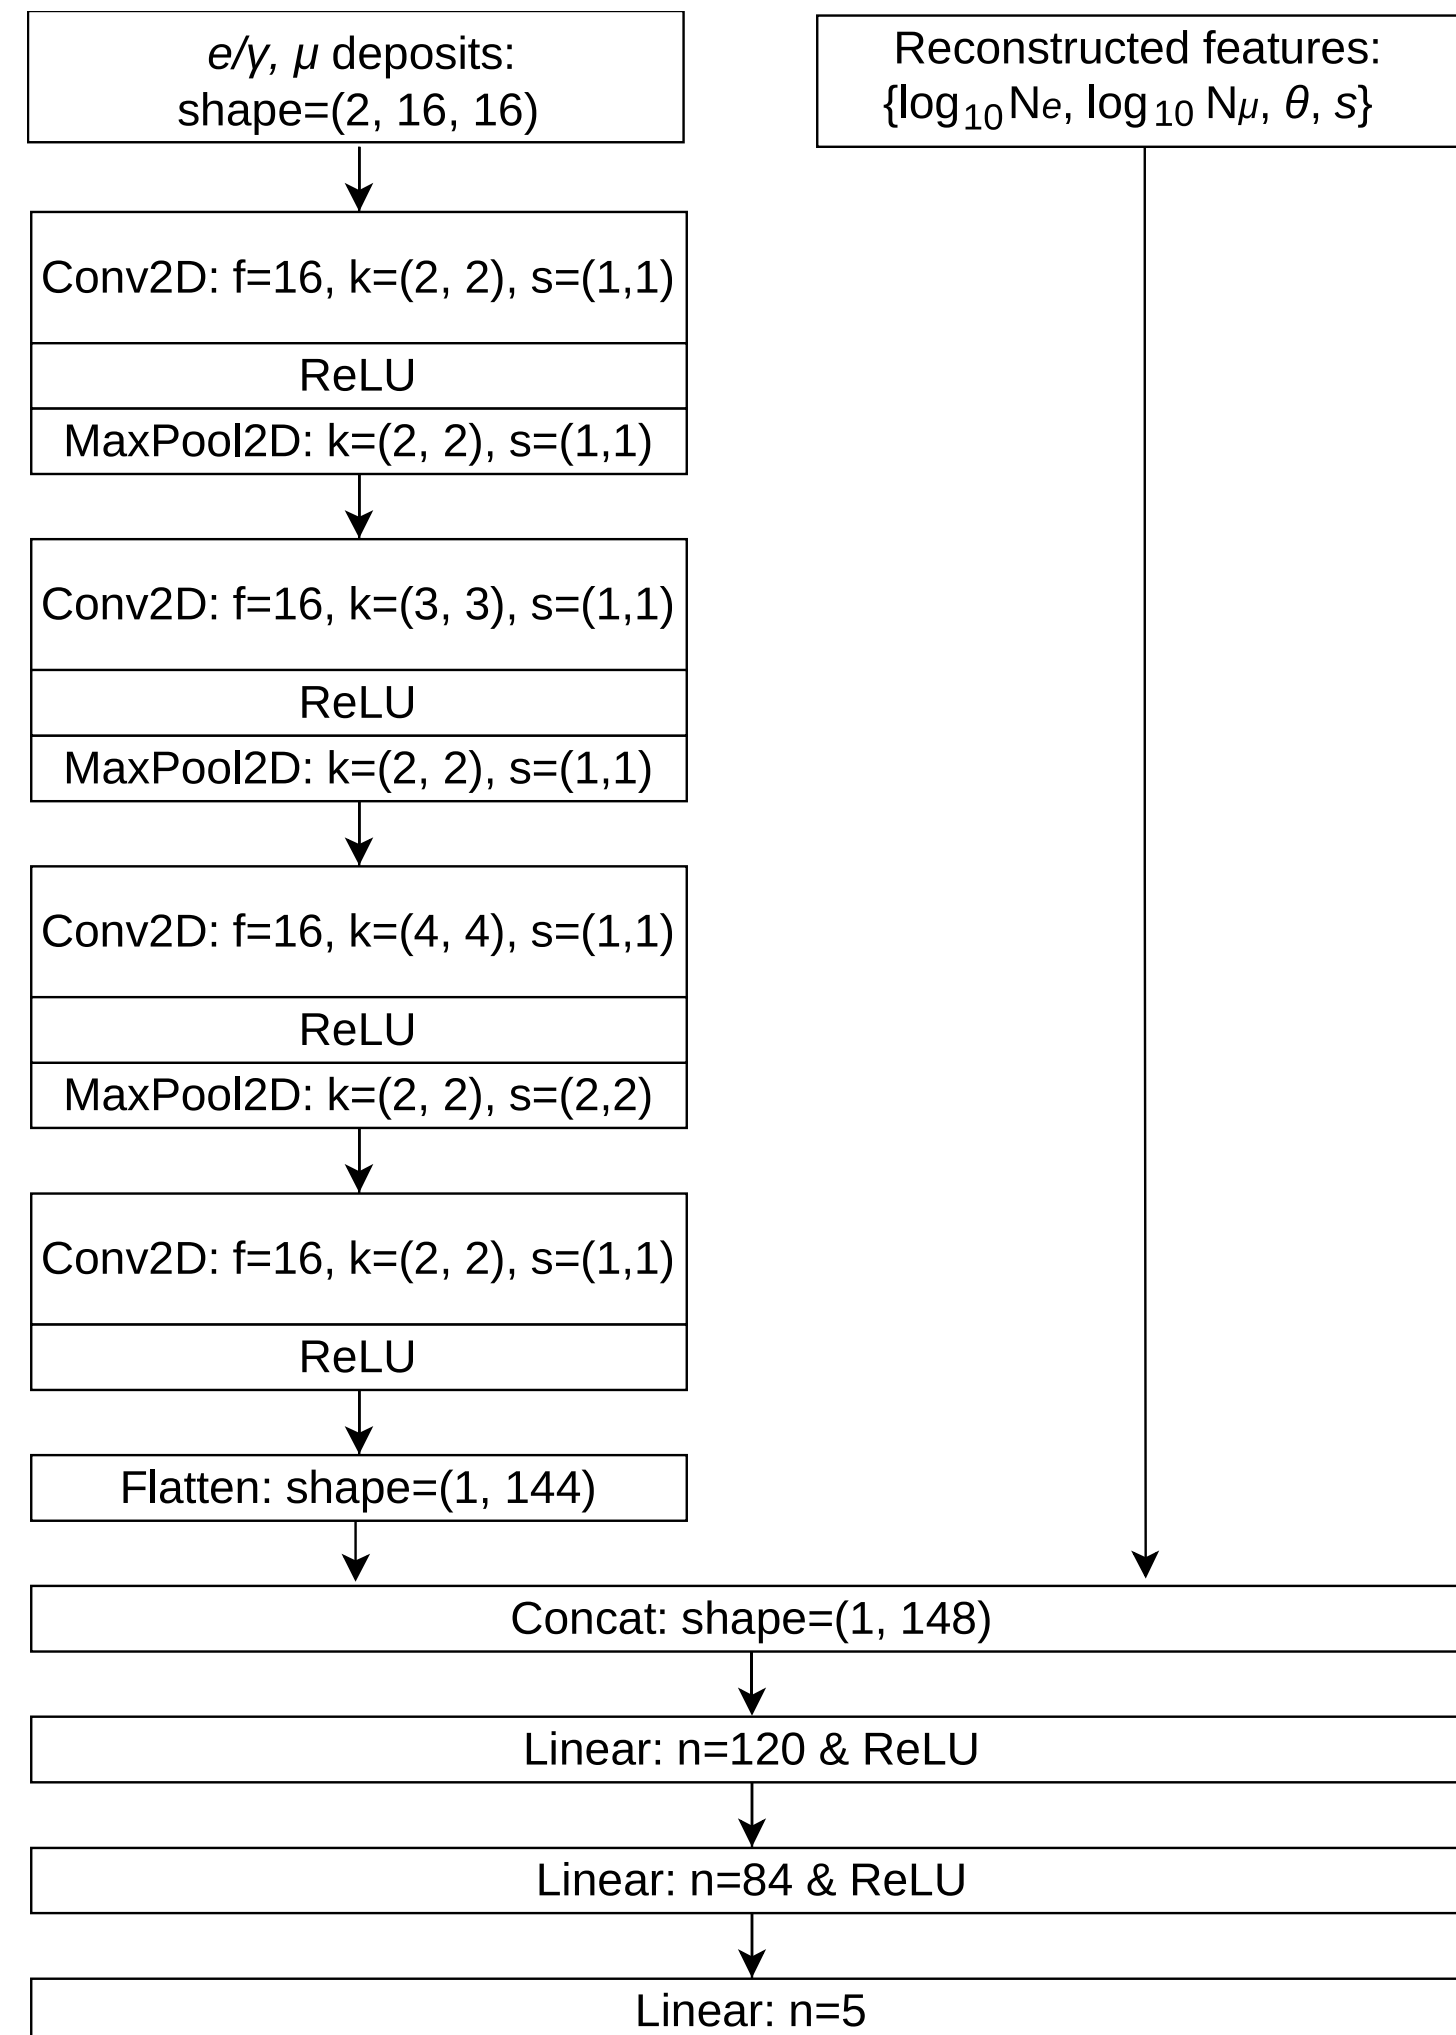 e/γ, μ deposits:
shape=(2, 16, 16)
Reconstructed features:
{log10 Ne, log10 Nμ, θ, s}
Conv2D: f=16, k=(2, 2), s=(1,1)
ReLU
MaxPool2D: k=(2, 2), s=(1,1)
Conv2D: f=16, k=(3, 3), s=(1,1)
ReLU
MaxPool2D: k=(2, 2), s=(1,1)
Conv2D: f=16, k=(4, 4), s=(1,1)
ReLU
MaxPool2D: k=(2, 2), s=(2,2)
Conv2D: f=16, k=(2, 2), s=(1,1)
ReLU
Flatten: shape=(1, 144)
Concat: shape=(1, 148)
Linear: n=120 & ReLU
Linear: n=84 & ReLU
Linear: n=5